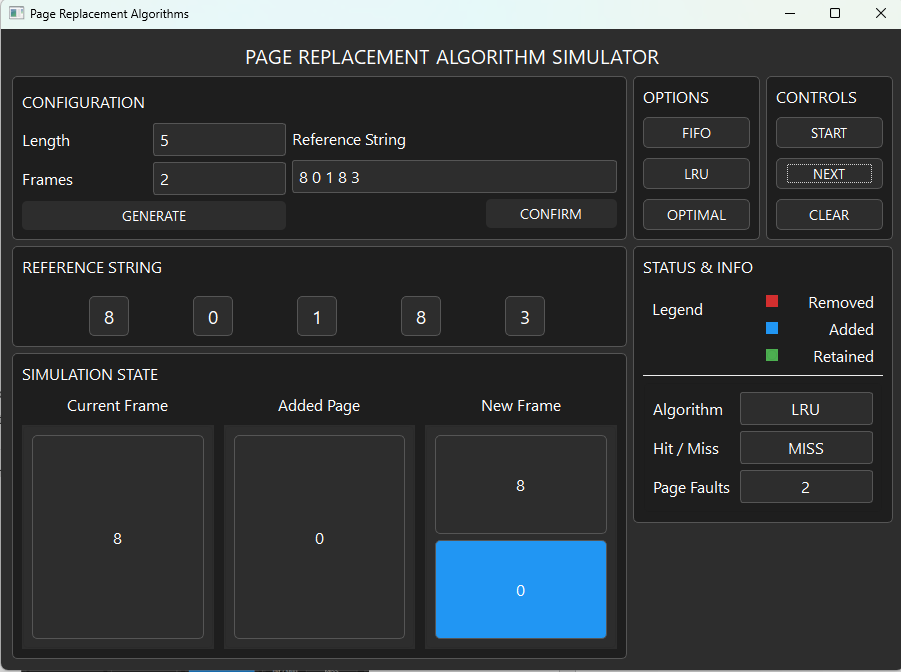 Page Replacement Algorithms
PAGE REPLACEMENT ALGORITHM SIMULATOR
CONFIGURATION
Length
5
Reference String
Frames
2
8 0 1 8 3
GENERATE
CONFIRM
OPTIONS
FIFO
LRU
OPTIMAL
CONTROLS
START
NEXT
CLEAR
REFERENCE STRING
8 0 1 8 3
SIMULATION STATE
Current Frame
Added Page
New Frame
8
0
8
0
STATUS & INFO
Legend
Removed
Added
Retained
Algorithm
LRU
Hit / Miss
MISS
Page Faults
2